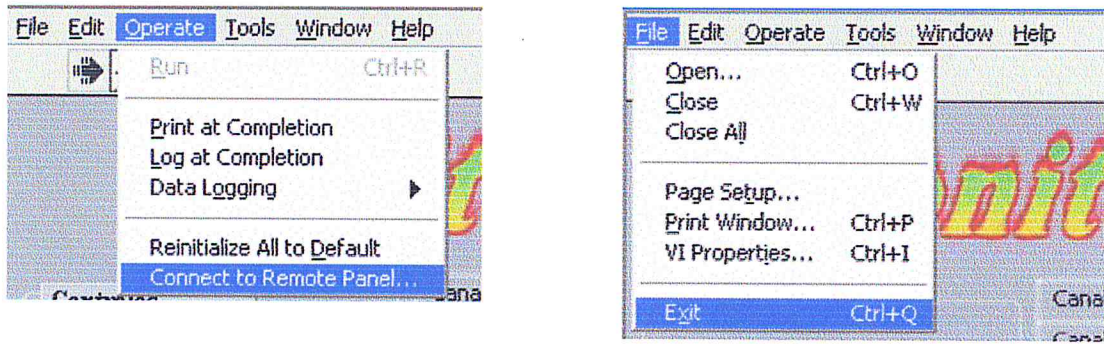 File Edit Operate Tools Window Help
Run Ctrl+R
Print at Completion
Log at Completion
Data Logging
Reinitialize All to Default
Connect to Remote Panel...
File Edit Operate Tools Window Help
Open... Ctrl+O
Close Ctrl+W
Close All
Page Setup...
Print Window... Ctrl+P
VI Properties... Ctrl+I
Exit Ctrl+Q
onit
Cana
Cana